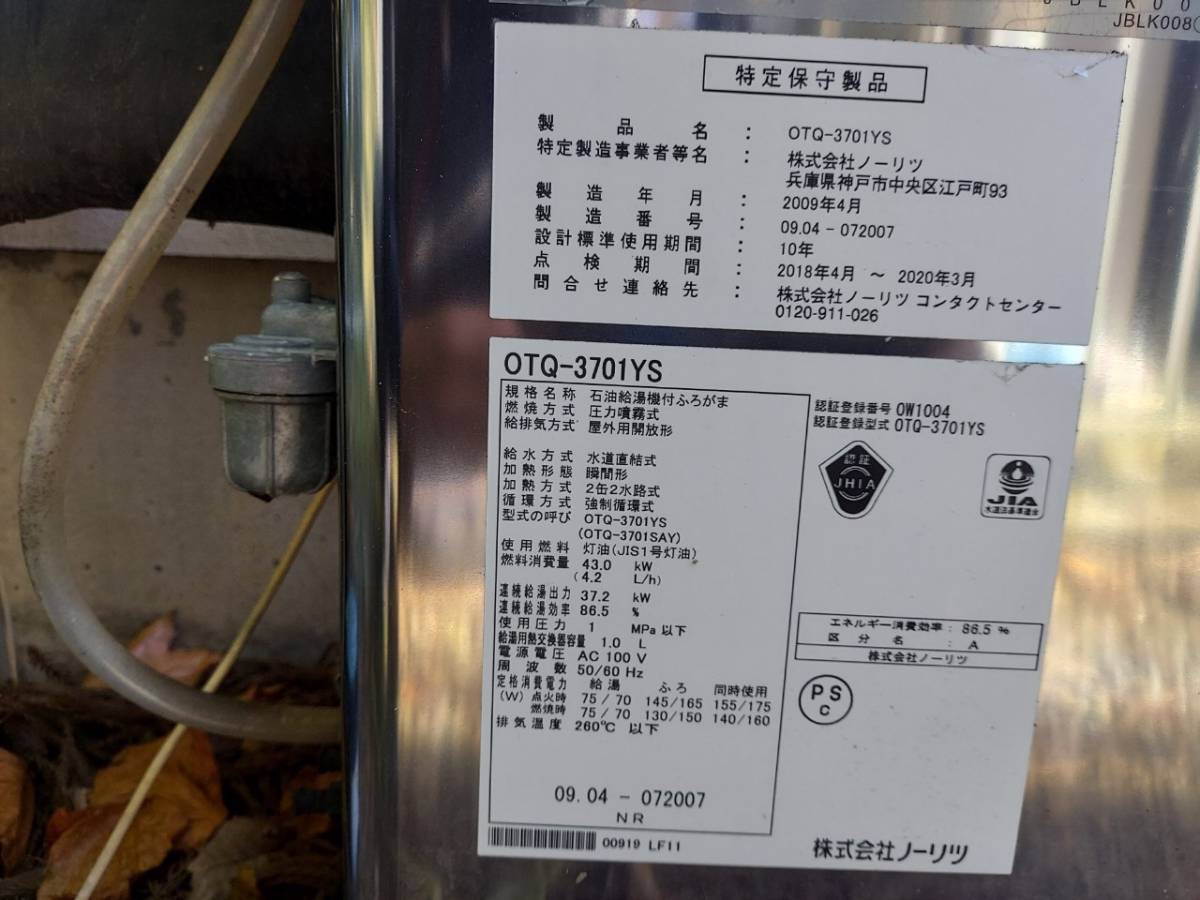 JBLK00
JBLK008
特定保守製品
製品名 : OTQ-3701YS
特定製造事業者等名 : 株式会社ノーリツ
兵庫県神戸市中央区江戸町93
製造年月 : 2009年4月
製造番号 : 09.04 - 072007
設計標準使用期間 : 10年
点検期間 : 2018年4月 ～ 2020年3月
問合せ連絡先 : 株式会社ノーリツ コンタクトセンター
0120-911-026
OTQ-3701YS
規格名称 石油給湯機付ふろがま
燃焼方式 圧力噴霧式
給排気方式 屋外用開放形
給水方式 水道直結式
加熱形態 瞬間形
加熱方式 2缶2水路式
循環方式 強制循環式
型式の呼び OTQ-3701YS
(OTQ-3701SAY)
使用燃料 灯油(JIS1号灯油)
燃料消費量 43.0 kW
(4.2 L/h)
連続給湯出力 37.2 kW
連続給湯効率 86.5 %
使用圧力 1 MPa 以下
給湯用熱交換器容量 1.0 L
電源電圧 AC 100 V
周波数 50/60 Hz
定格消費電力 給湯 ふろ 同時使用
(W) 点火時 75/70 145/165 155/175
燃焼時 75/70 130/150 140/160
排気温度 260℃ 以下
09.04 - 072007
NR
00919 LF11
認証登録番号 OW1004
認証登録型式 OTQ-3701YS
認証
JHIA
JIA
水道法基準適合
エネルギー消費効率 : 86.5 %
区分名 : A
株式会社ノーリツ
PS
C
株式会社ノーリツ